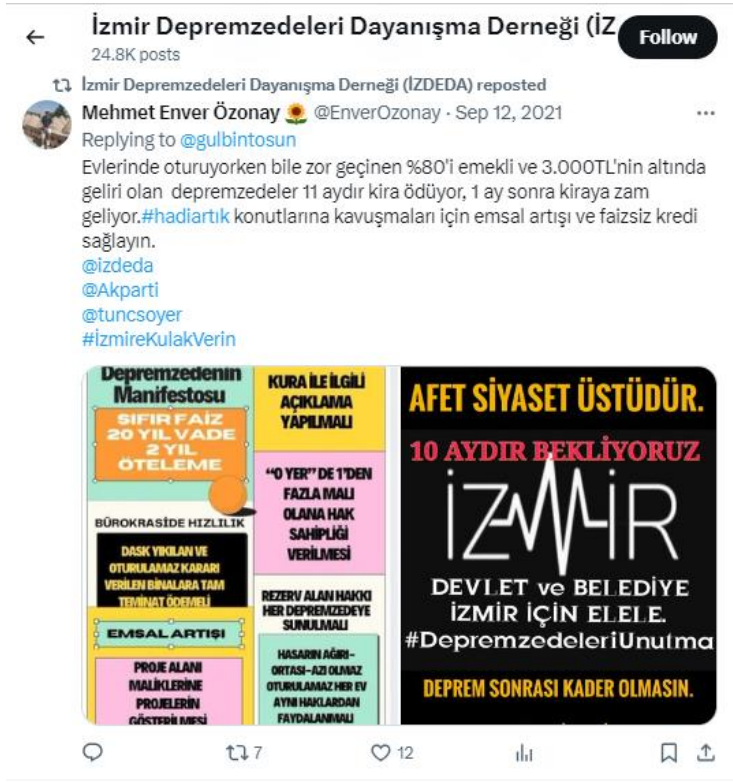 İzmir Depremzedeleri Dayanışma Derneği (İZ
Follow
24.8K posts
İzmir Depremzedeleri Dayanışma Derneği (İZDEDA) reposted
Mehmet Enver Özonay 🌻 @EnverOzonay · Sep 12, 2021
Replying to @gulbintosun
Evlerinde oturuyorken bile zor geçinen %80'i emekli ve 3.000TL'nin altında
geliri olan depremzedeler 11 aydır kira ödüyor, 1 ay sonra kiraya zam
geliyor.#hadiartık konutlarına kavuşmaları için emsal artışı ve faizsiz kredi
sağlayın.
@izdeda
@Akparti
@tuncsoyer
#İzmireKulakVerin
Depremzedenin
Manifestosu
SIFIR FAİZ
20 YIL VADE
2 YIL
ÖTELEME
BÜROKRASİDE HIZLILIK
DASK YIKILAN VE
OTURULAMAZ KARARI
VERİLEN BİNALARA TAM
TEMİNAT ÖDEMELİ
EMSAL ARTIŞI
PROJE ALANI
MALİKLERİNE
PROJELERİN
GÖSTERİLMESİ
KURA İLE İLGİLİ
AÇIKLAMA
YAPILMALI
“O YER” DE 1’DEN
FAZLA MALI
OLANA HAK
SAHİPLİĞİ
VERİLMESİ
REZERV ALAN HAKKI
HER DEPREMZEDEYE
SUNULMALI
HASARIN AĞIRI-
ORTASI-AZI OLMAZ
OTURULAMAZ HER EV
AYNI HAKLARDAN
FAYDALANMALI
AFET SİYASET ÜSTÜDÜR.
10 AYDIR BEKLİYORUZ
İZMİR
DEVLET ve BELEDİYE
İZMİR İÇİN ELELE.
#DepremzedeleriUnutma
DEPREM SONRASI KADER OLMASIN.
7
12